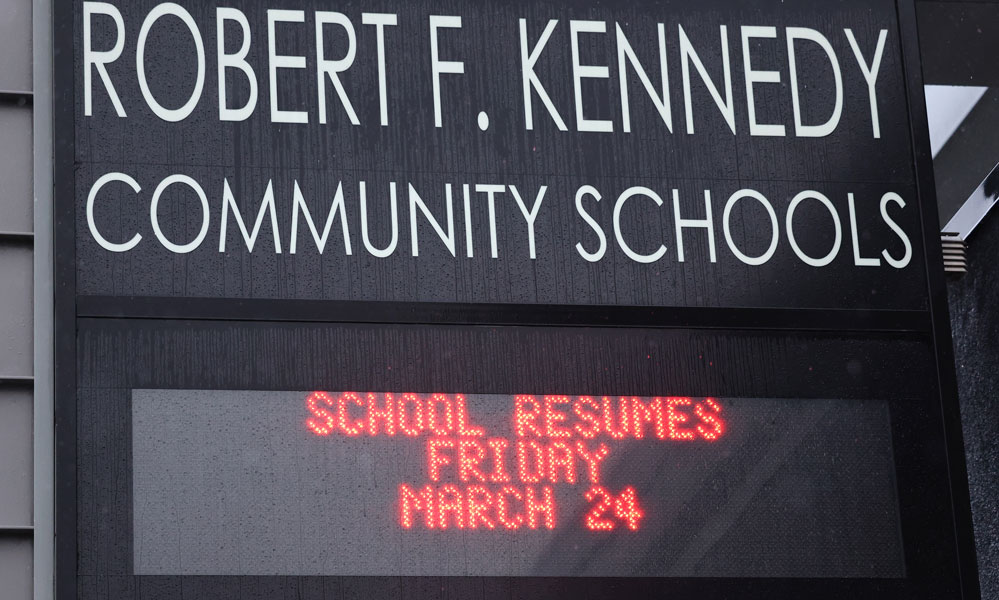 ROBERT F. KENNEDY
COMMUNITY SCHOOLS
SCHOOL RESUMES
FRIDAY
MARCH 24